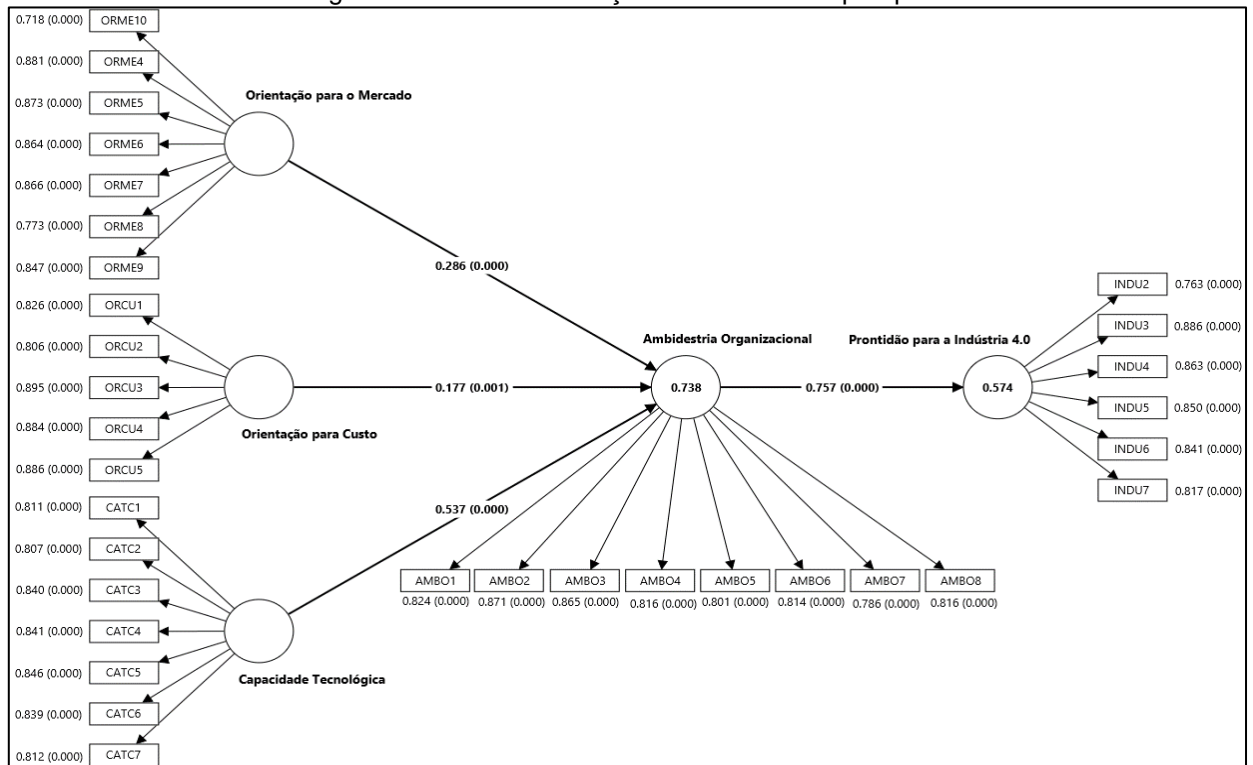 0.718 (0.000) ORME10
0.881 (0.000) ORME4
0.873 (0.000) ORME5
0.864 (0.000) ORME6
0.866 (0.000) ORME7
0.773 (0.000) ORME8
0.847 (0.000) ORME9
Orientação para o Mercado
0.286 (0.000)
0.826 (0.000) ORCU1
0.806 (0.000) ORCU2
0.895 (0.000) ORCU3
0.884 (0.000) ORCU4
0.886 (0.000) ORCU5
Orientação para Custo
0.177 (0.001)
0.811 (0.000) CATC1
0.807 (0.000) CATC2
0.840 (0.000) CATC3
0.841 (0.000) CATC4
0.846 (0.000) CATC5
0.839 (0.000) CATC6
0.812 (0.000) CATC7
Capacidade Tecnológica
0.537 (0.000)
Ambidestria Organizacional
0.738
0.757 (0.000)
AMBO1 AMBO2 AMBO3 AMBO4 AMBO5 AMBO6 AMBO7 AMBO8
0.824 (0.000) 0.871 (0.000) 0.865 (0.000) 0.816 (0.000) 0.801 (0.000) 0.814 (0.000) 0.786 (0.000) 0.816 (0.000)
Prontidão para a Indústria 4.0
0.574
INDU2 0.763 (0.000)
INDU3 0.886 (0.000)
INDU4 0.863 (0.000)
INDU5 0.850 (0.000)
INDU6 0.841 (0.000)
INDU7 0.817 (0.000)